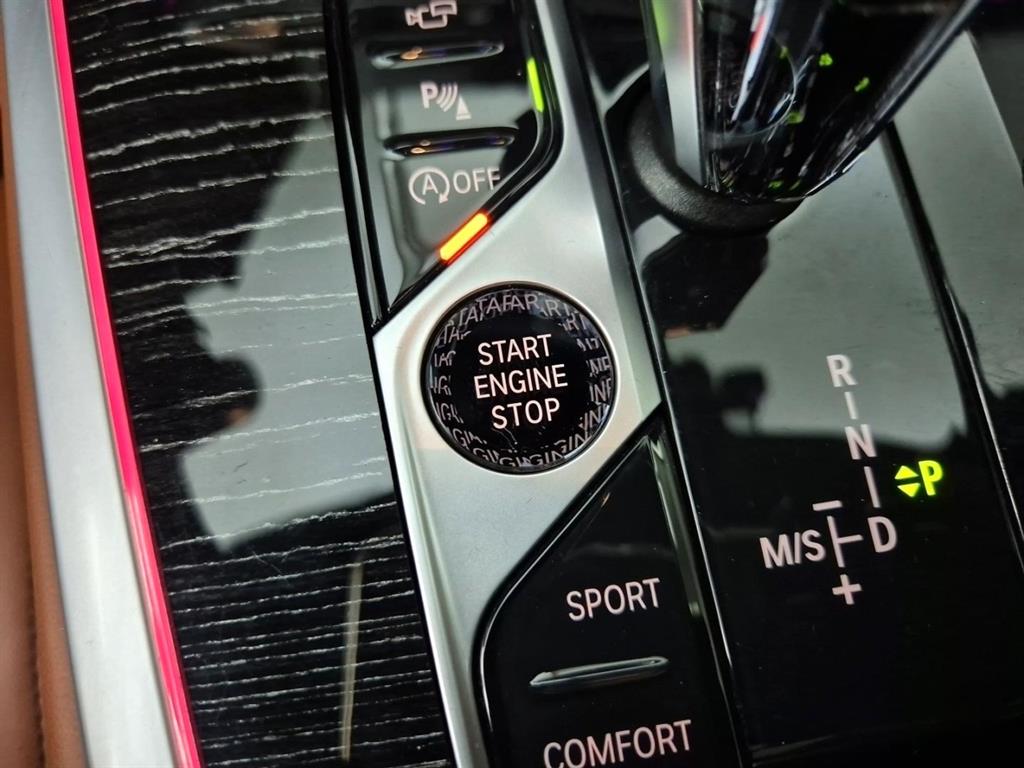 P
A OFF
START
ENGINE
STOP
R
N
P
M/S
D
−
+
SPORT
COMFORT